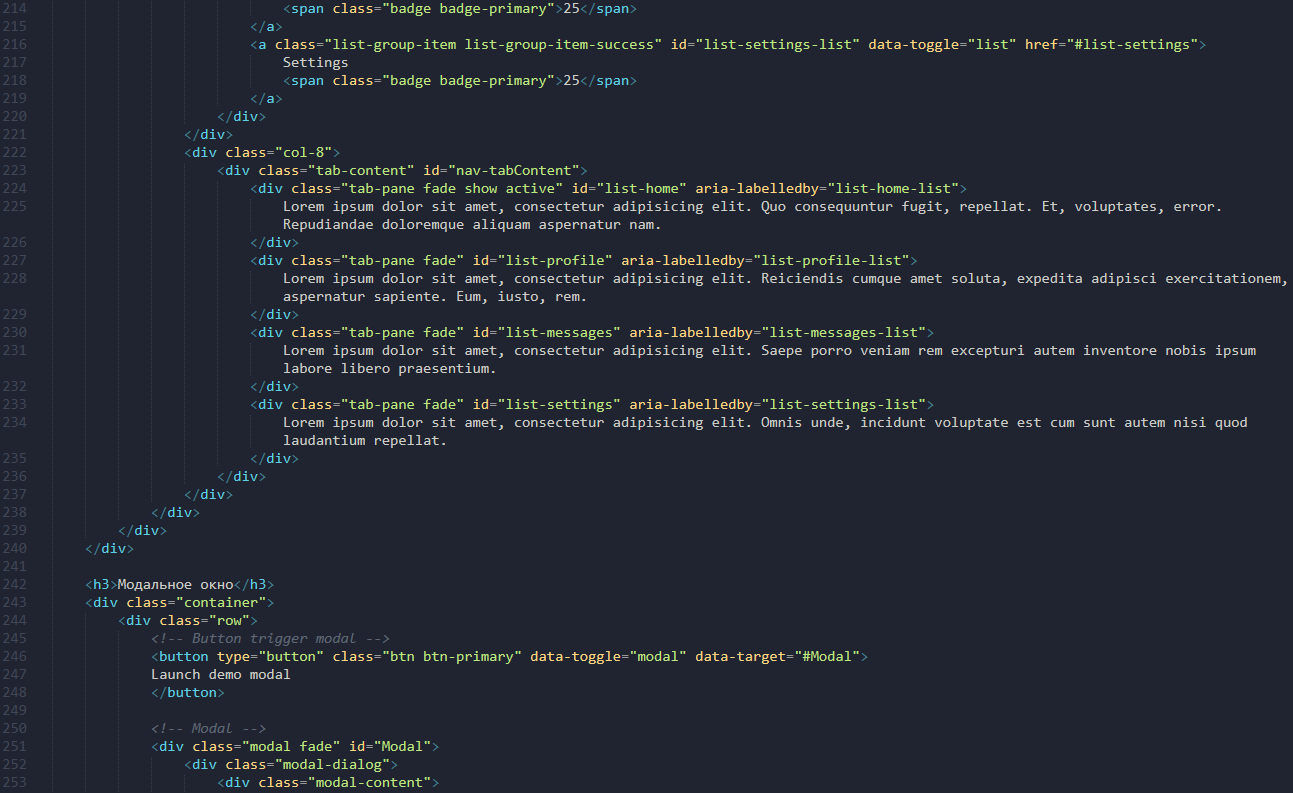 214 <span class="badge badge-primary">25</span>
215 </a>
216 <a class="list-group-item list-group-item-success" id="list-settings-list" data-toggle="list" href="#list-settings">
217 Settings
218 <span class="badge badge-primary">25</span>
219 </a>
220 </div>
221 </div>
222 <div class="col-8">
223 <div class="tab-content" id="nav-tabContent">
224 <div class="tab-pane fade show active" id="list-home" aria-labelledby="list-home-list">
225 Lorem ipsum dolor sit amet, consectetur adipisicing elit. Quo consequuntur fugit, repellat. Et, voluptates, error.
Repudiandae doloremque aliquam aspernatur nam.
226 </div>
227 <div class="tab-pane fade" id="list-profile" aria-labelledby="list-profile-list">
228 Lorem ipsum dolor sit amet, consectetur adipisicing elit. Reiciendis cumque amet soluta, expedita adipisci exercitationem,
aspernatur sapiente. Eum, iusto, rem.
229 </div>
230 <div class="tab-pane fade" id="list-messages" aria-labelledby="list-messages-list">
231 Lorem ipsum dolor sit amet, consectetur adipisicing elit. Saepe porro veniam rem excepturi autem inventore nobis ipsum
labore libero praesentium.
232 </div>
233 <div class="tab-pane fade" id="list-settings" aria-labelledby="list-settings-list">
234 Lorem ipsum dolor sit amet, consectetur adipisicing elit. Omnis unde, incidunt voluptate est cum sunt autem nisi quod
laudantium repellat.
235 </div>
236 </div>
237 </div>
238 </div>
239 </div>
240 </div>
241
242 <h3>Модальное окно</h3>
243 <div class="container">
244 <div class="row">
245 <!-- Button trigger modal -->
246 <button type="button" class="btn btn-primary" data-toggle="modal" data-target="#Modal">
247 Launch demo modal
248 </button>
249
250 <!-- Modal -->
251 <div class="modal fade" id="Modal">
252 <div class="modal-dialog">
253 <div class="modal-content">